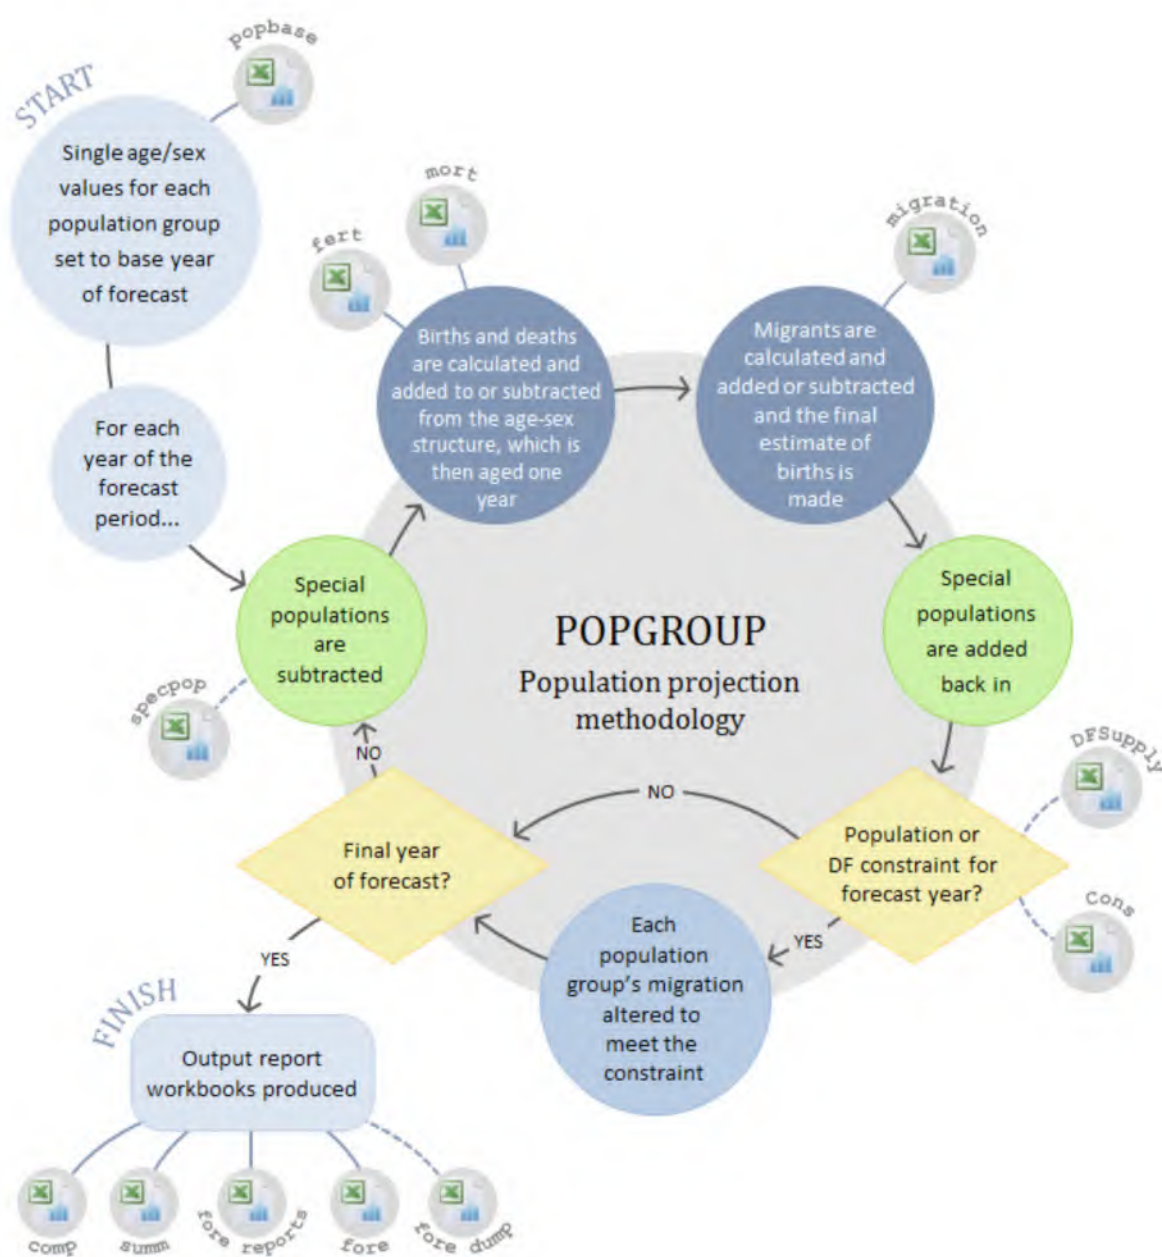 popbase
START
Single age/sex
values for each
population group
set to base year
of forecast
mort
fert
migration
For each
year of the
forecast
period...
Births and deaths
are calculated and
added to or subtracted
from the age-sex
structure, which is
then aged one
year
Migrants are
calculated and
added or subtracted
and the final
estimate of
births is
made
Special
populations
are
subtracted
specpop
POPGROUP
Population projection
methodology
Special
populations
are added
back in
DFSupply
Cons
NO
NO
Final year
of forecast?
Population or
DF constraint for
forecast year?
YES
YES
Each
population
group's migration
altered to
meet the
constraint
FINISH
Output report
workbooks produced
comp
summ
fore reports
fore
fore dump